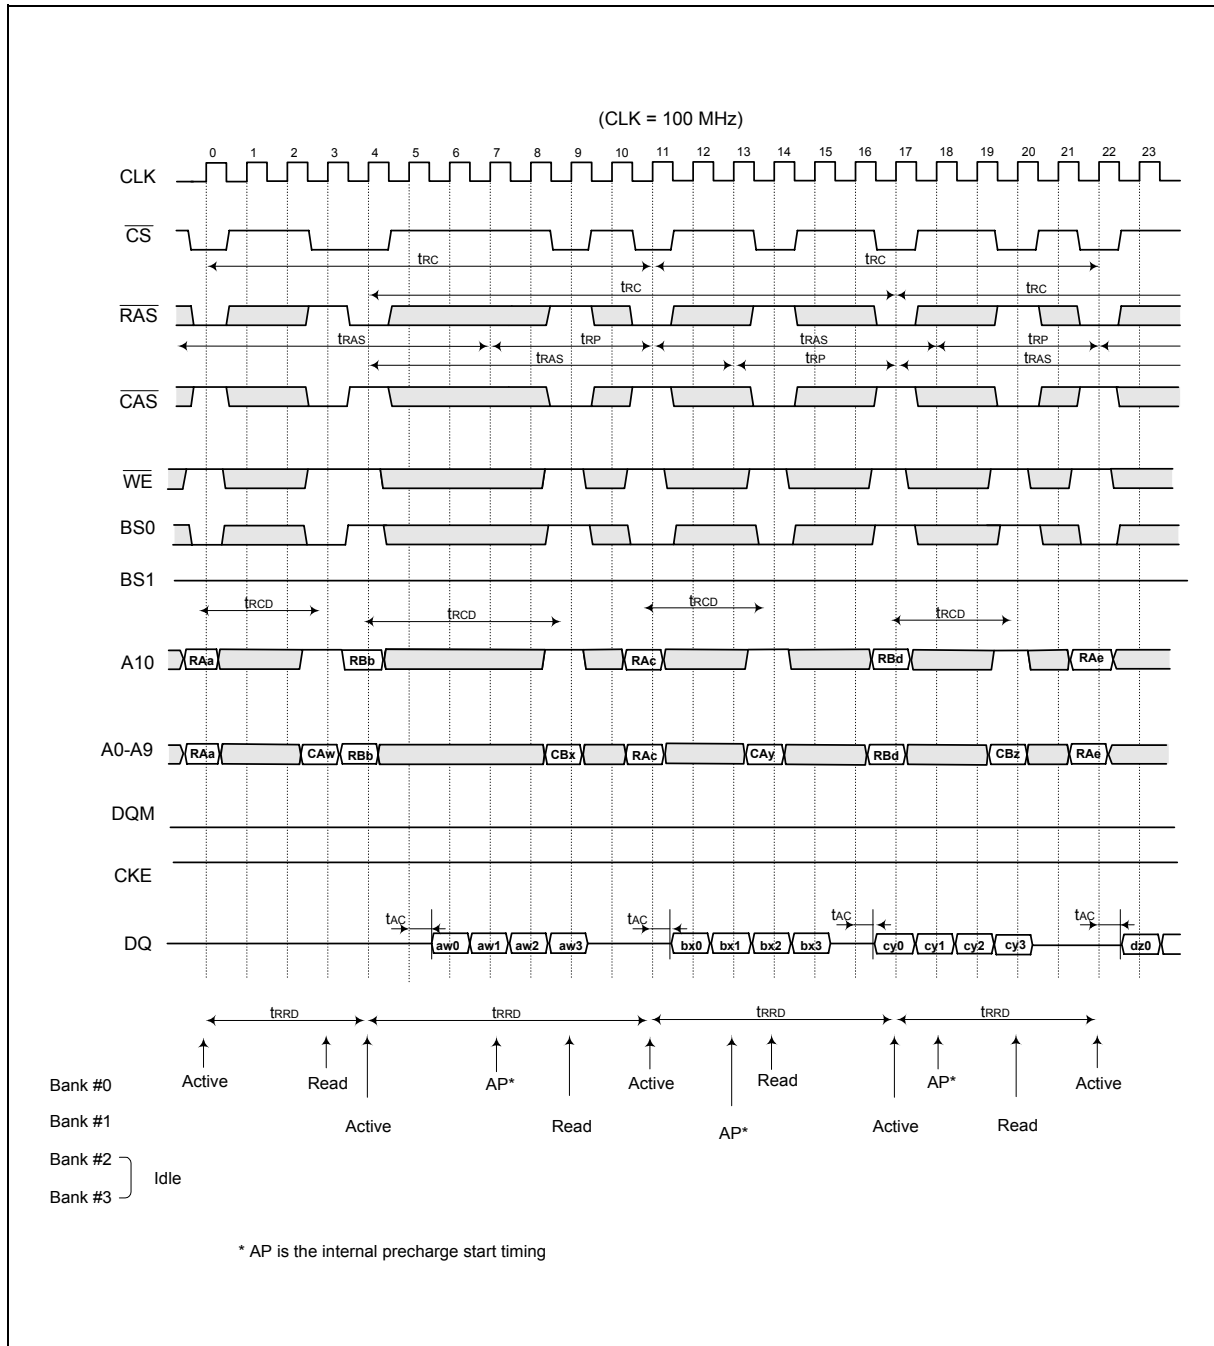 (CLK = 100 MHz)
0 1 2 3 4 5 6 7 8 9 10 11 12 13 14 15 16 17 18 19 20 21 22 23
CLK
CS
tRC tRC
tRC tRC
RAS
tRAS tRP tRAS tRP
tRAS tRP tRAS
CAS
WE
BS0
BS1
tRCD tRCD tRCD tRCD
A10 RAa RBb RAc RBd RAe
A0-A9 RAa CAw RBb CBx RAc CAy RBd CBz RAe
DQM
CKE
tAC tAC tAC tAC
DQ aw0 aw1 aw2 aw3 bx0 bx1 bx2 bx3 cy0 cy1 cy2 cy3 dz0
tRRD tRRD tRRD tRRD
Bank #0 Active Read AP* Active Read AP* Active
Bank #1 Active Read AP* Active Read
Bank #2
Idle
Bank #3
* AP is the internal precharge start timing